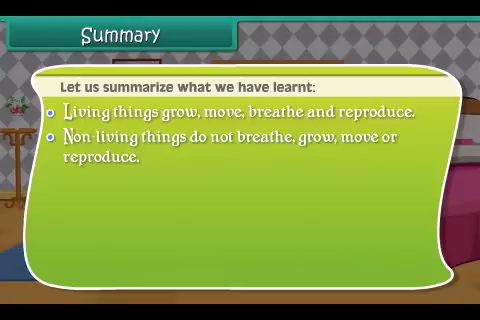 Summary
Let us summarize what we have learnt:
Living things grow, move, breathe and reproduce.
Non-living things do not breathe, grow, move or
reproduce.